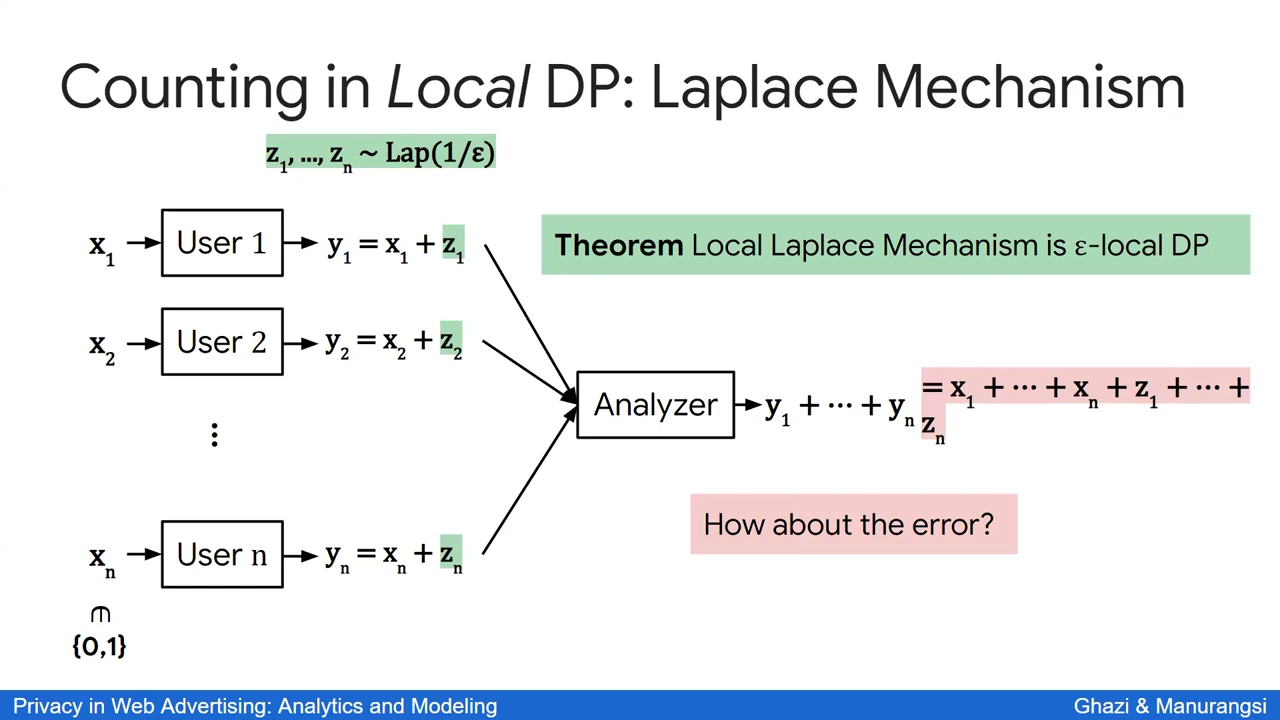 Counting in Local DP: Laplace Mechanism
z₁, ..., zₙ ~ Lap(1/ε)
x₁ User 1 y₁ = x₁ + z₁
Theorem Local Laplace Mechanism is ε-local DP
x₂ User 2 y₂ = x₂ + z₂
Analyzer y₁ + ··· + yₙ = x₁ + ··· + xₙ + z₁ + ··· +
zₙ
⋮
How about the error?
xₙ User n yₙ = xₙ + zₙ
∈
{0,1}
Privacy in Web Advertising: Analytics and Modeling
Ghazi & Manurangsi